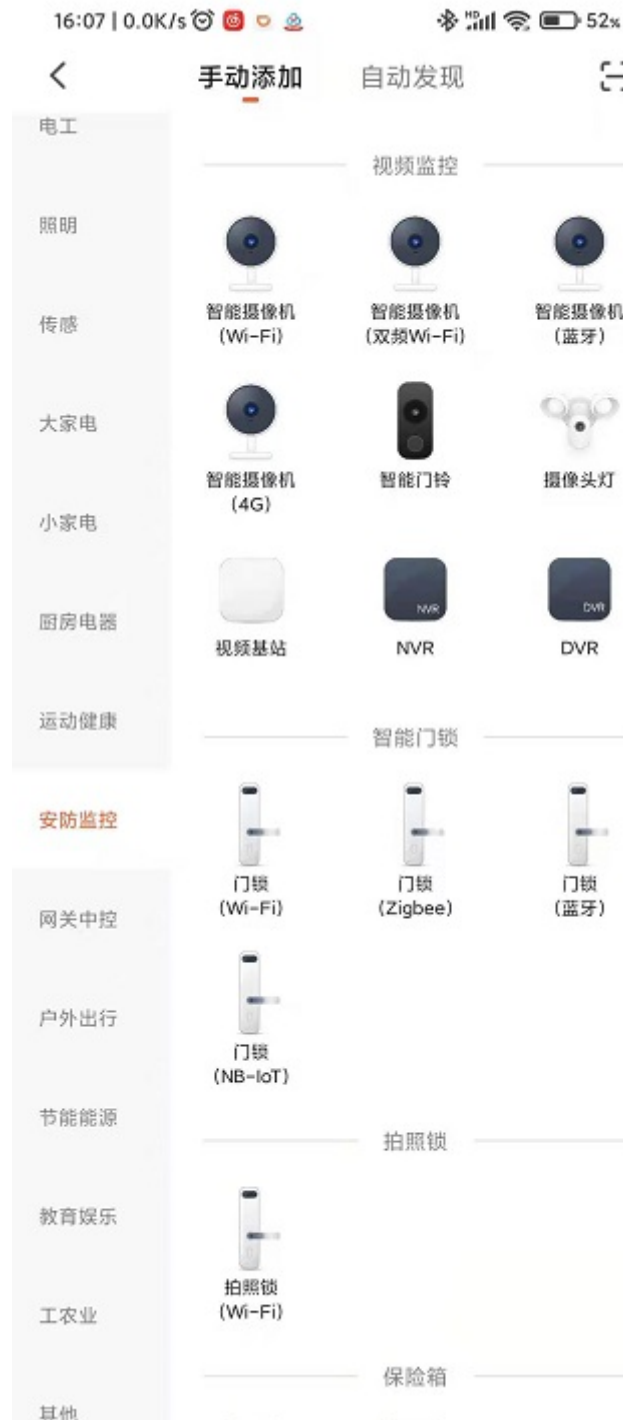 16:07 | 0.0K/s
52%
手动添加
自动发现
电工
照明
传感
大家电
小家电
厨房电器
运动健康
安防监控
网关中控
户外出行
节能能源
教育娱乐
工农业
其他
视频监控
智能摄像机
(Wi-Fi)
智能摄像机
(双频Wi-Fi)
智能摄像机
(蓝牙)
智能摄像机
(4G)
智能门铃
摄像头灯
NVR
DVR
视频基站
NVR
DVR
智能门锁
门锁
(Wi-Fi)
门锁
(Zigbee)
门锁
(蓝牙)
门锁
(NB-IoT)
拍照锁
拍照锁
(Wi-Fi)
保险箱